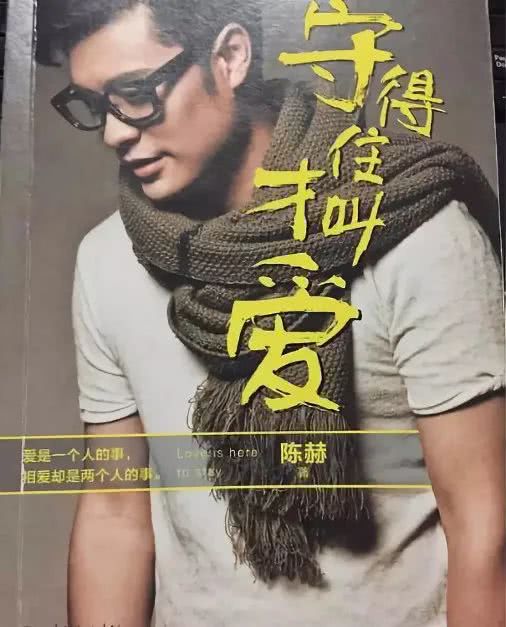 守得住才叫爱
爱是一个人的事，
相爱却是两个人的事。
Love is here
to stay
陈赫
著